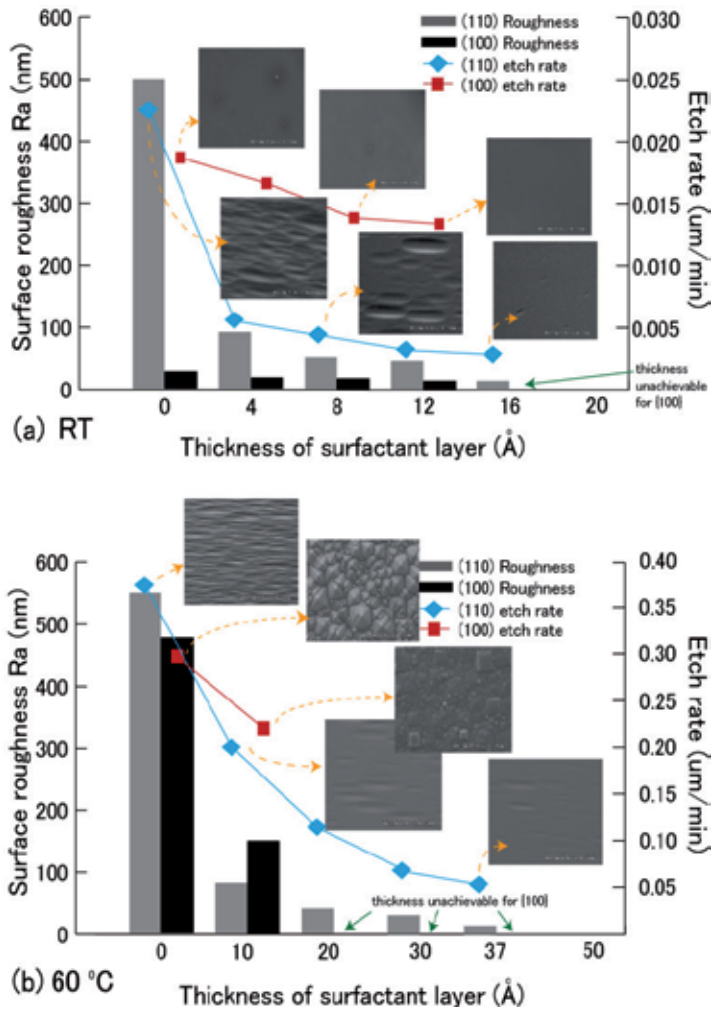 600
500
400
300
200
100
0
Surface roughness Ra (nm)
(110) Roughness
(100) Roughness
(110) etch rate
(100) etch rate
0.030
0.025
0.020
0.014
0.010
0.005
Etch rate (um/min)
thickness
unachievable
for {100}
0 4 8 12 16 20
(a) RT
Thickness of surfactant layer (Å)
600
500
400
300
200
100
0
Surface roughness Ra (nm)
(110) Roughness
(100) Roughness
(110) etch rate
(100) etch rate
0.40
0.35
0.30
0.20
0.20
0.15
0.10
0.05
Etch rate (um/min)
thickness unachievable for {100}
0 10 20 30 37 50
(b) 60 °C
Thickness of surfactant layer (Å)